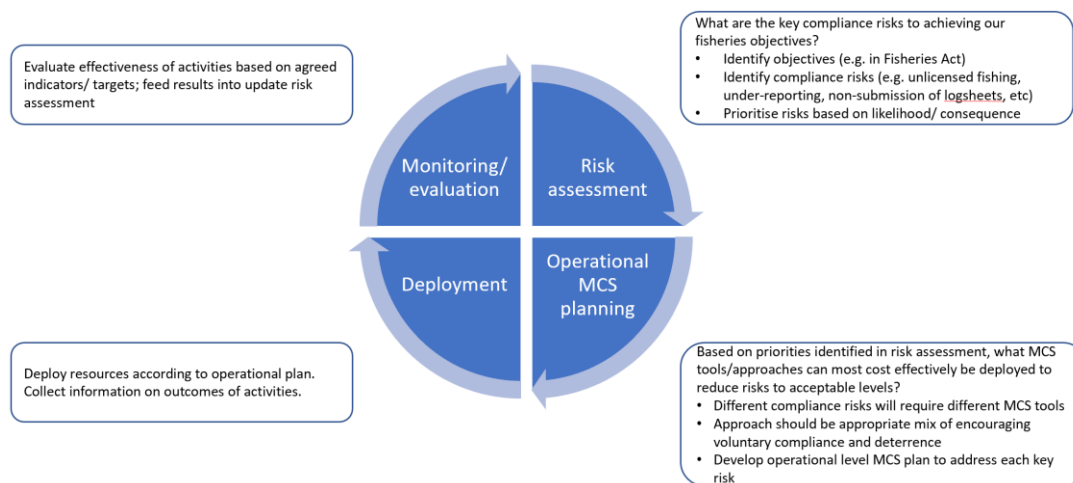 What are the key compliance risks to achieving our
fisheries objectives?
• Identify objectives (e.g. in Fisheries Act)
• Identify compliance risks (e.g. unlicensed fishing,
under-reporting, non-submission of logsheets, etc)
• Prioritise risks based on likelihood/ consequence
Evaluate effectiveness of activities based on agreed
indicators/ targets; feed results into update risk
assessment
Monitoring/
evaluation
Risk
assessment
Deployment
Operational
MCS
planning
Deploy resources according to operational plan.
Collect information on outcomes of activities.
Based on priorities identified in risk assessment, what MCS
tools/approaches can most cost effectively be deployed to
reduce risks to acceptable levels?
• Different compliance risks will require different MCS tools
• Approach should be appropriate mix of encouraging
voluntary compliance and deterrence
• Develop operational level MCS plan to address each key
risk